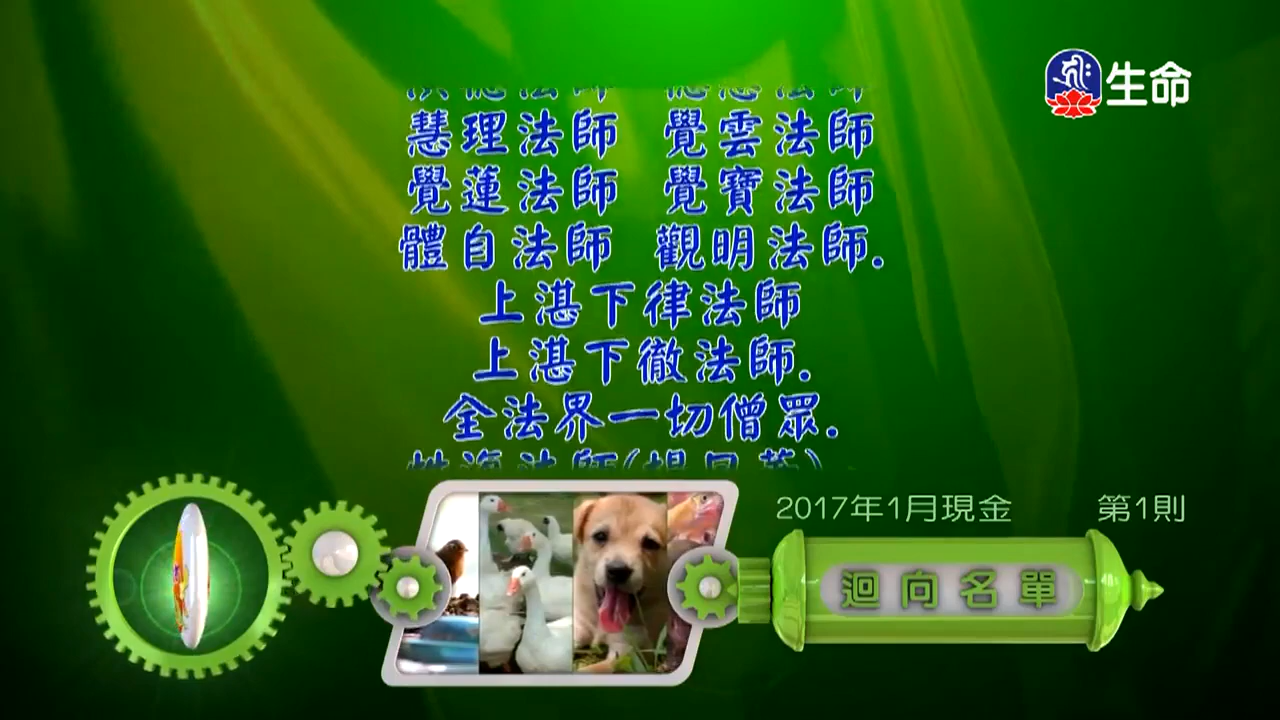 生命
慧理法師 覺雲法師
覺蓮法師 覺寶法師
體自法師 觀明法師.
上湛下律法師
上湛下徹法師.
全法界一切僧眾.
2017年1月現金 第1則
迴向名單